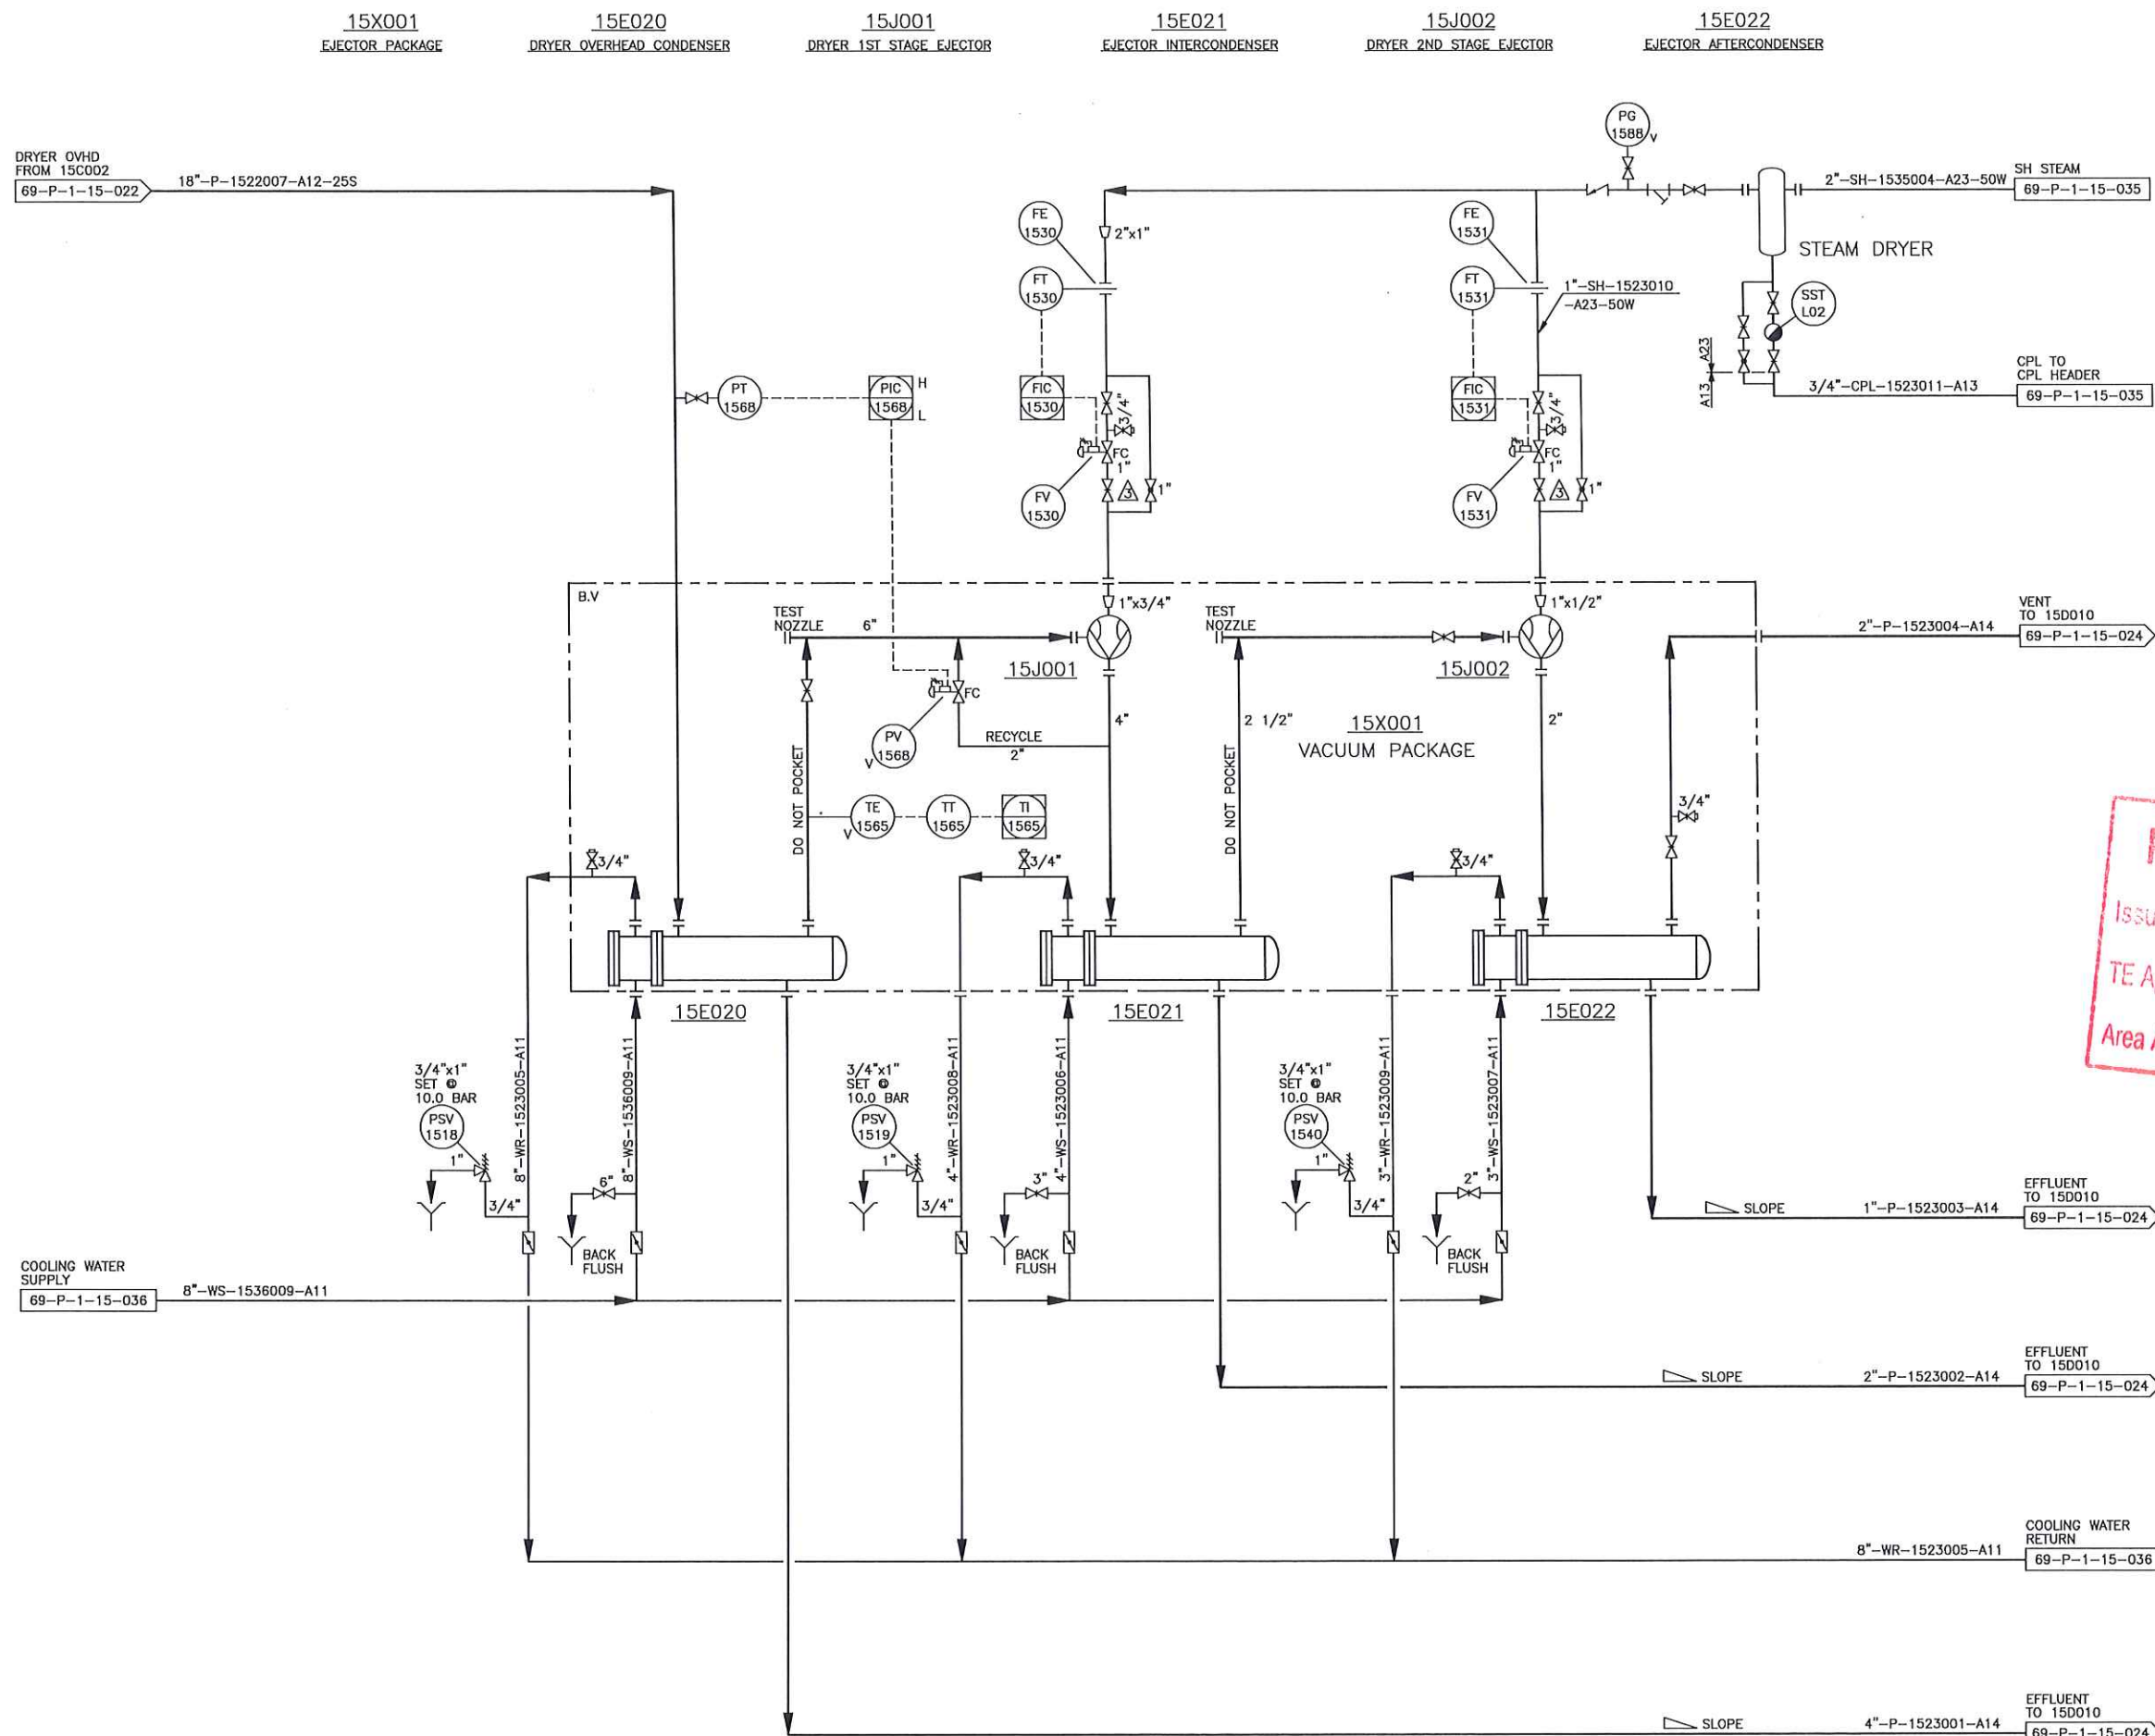 15X001
EJECTOR PACKAGE
15E020
DRYER OVERHEAD CONDENSER
15J001
DRYER 1ST STAGE EJECTOR
15E021
EJECTOR INTERCONDENSER
15J002
DRYER 2ND STAGE EJECTOR
15E022
EJECTOR AFTERCONDENSER
PG
1588
V
DRYER OVHD
FROM 15C002
69-P-1-15-022
18"-P-1522007-A12-25S
2"-SH-1535004-A23-50W
SH STEAM
69-P-1-15-035
FE
1530
2"x1"
FE
1531
STEAM DRYER
FT
1530
FT
1531
1"-SH-1523010
-A23-50W
SST
L02
A13
A23
CPL TO
CPL HEADER
69-P-1-15-035
3/4"-CPL-1523011-A13
PT
1568
PIC
1568
H
L
FIC
1530
3/4"
FC
1"
3
1"
FV
1530
FIC
1531
3/4"
FC
1"
3
1"
FV
1531
B.V
TEST
NOZZLE
6"
1"x3/4"
TEST
NOZZLE
1"x1/2"
VENT
TO 15D010
69-P-1-15-024
2"-P-1523004-A14
15J001
15J002
FC
PV
1568
V
RECYCLE
2"
4"
2 1/2"
15X001
VACUUM PACKAGE
2"
DO NOT POCKET
DO NOT POCKET
TE
1565
V
TT
1565
TI
1565
3/4"
3/4"
3/4"
3/4"
15E020
15E021
15E022
TE A
Area A
3/4"x1"
SET @
10.0 BAR
PSV
1518
1"
3/4"
8"-WR-1523005-A11
8"-WS-1536009-A11
6"
BACK
FLUSH
3/4"x1"
SET @
10.0 BAR
PSV
1519
1"
3/4"
4"-WR-1523008-A11
4"-WS-1523006-A11
3"
BACK
FLUSH
3/4"x1"
SET @
10.0 BAR
PSV
1540
1"
3/4"
3"-WR-1523009-A11
3"-WS-1523007-A11
2"
BACK
FLUSH
SLOPE
1"-P-1523003-A14
EFFLUENT
TO 15D010
69-P-1-15-024
COOLING WATER
SUPPLY
69-P-1-15-036
8"-WS-1536009-A11
SLOPE
2"-P-1523002-A14
EFFLUENT
TO 15D010
69-P-1-15-024
8"-WR-1523005-A11
COOLING WATER
RETURN
69-P-1-15-036
SLOPE
4"-P-1523001-A14
EFFLUENT
TO 15D010
69-P-1-15-024